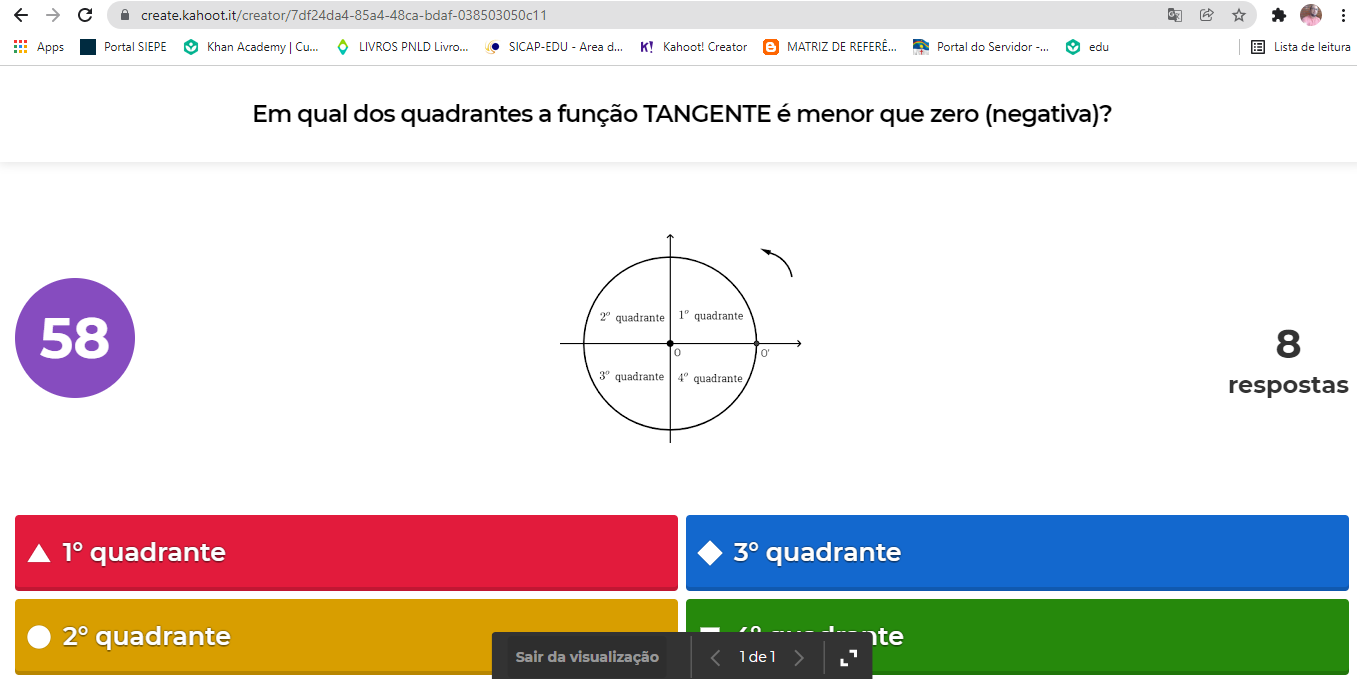 create.kahoot.it/creator/7df24da4-85a4-48ca-bdaf-038503050c11
Apps Portal SIEPE Khan Academy | Cu... LIVROS PNLD Livro... SICAP-EDU - Area d... K! Kahoot! Creator MATRIZ DE REFERÊ... Portal do Servidor -... edu Lista de leitura
Em qual dos quadrantes a função TANGENTE é menor que zero (negativa)?
58
2º quadrante 1º quadrante
O O'
3º quadrante 4º quadrante
8
respostas
1º quadrante
3º quadrante
2º quadrante
4º quadrante
Sair da visualização 1 de 1